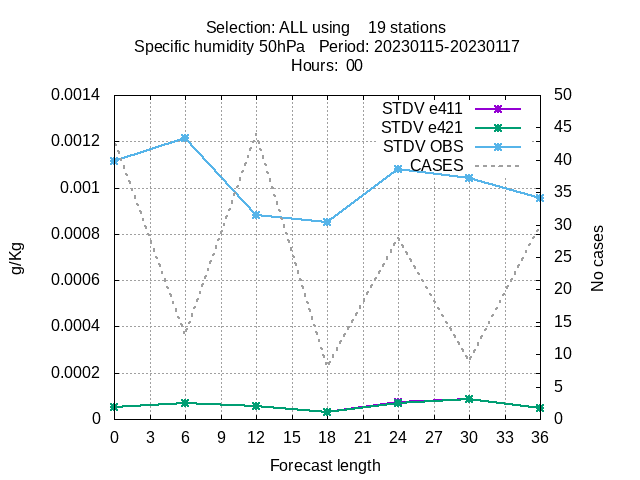 Selection: ALL using    19 stations
Specific humidity 50hPa   Period: 20230115-20230117
Hours:  00
STDV e411
STDV e421
STDV OBS
CASES
g/Kg
0.0014
0.0012
0.001
0.0008
0.0006
0.0004
0.0002
0
50
45
40
35
30
25
20
15
10
5
0
No cases
0 3 6 9 12 15 18 21 24 27 30 33 36
Forecast length